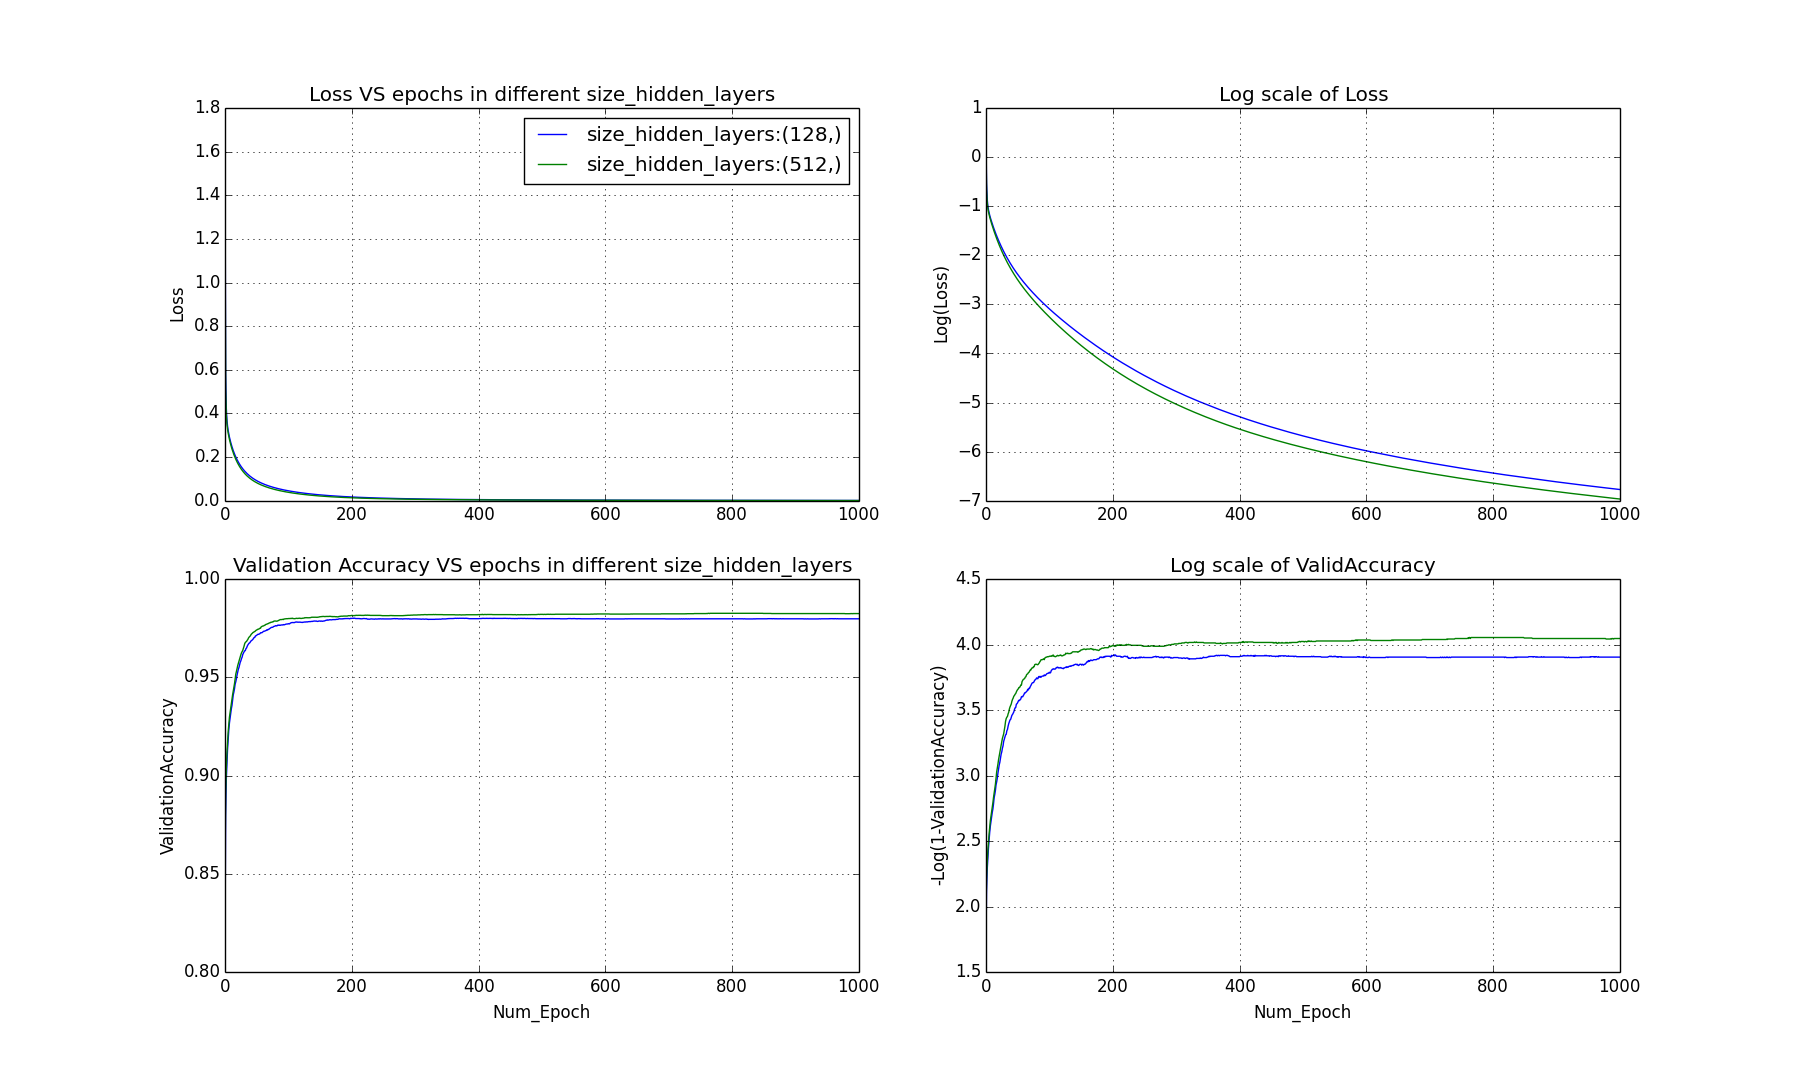 Loss VS epochs in different size_hidden_layers
1.8
1.6
1.4
1.2
1.0
0.8
0.6
0.4
0.2
0.0
Loss
size_hidden_layers:(128,)
size_hidden_layers:(512,)
0 200 400 600 800 1000
Log scale of Loss
1
0
−1
−2
−3
−4
−5
−6
−7
Log(Loss)
0 200 400 600 800 1000
Validation Accuracy VS epochs in different size_hidden_layers
1.00
0.95
0.90
0.85
0.80
ValidationAccuracy
0 200 400 600 800 1000
Num_Epoch
Log scale of ValidAccuracy
4.5
4.0
3.5
3.0
2.5
2.0
1.5
-Log(1-ValidationAccuracy)
0 200 400 600 800 1000
Num_Epoch